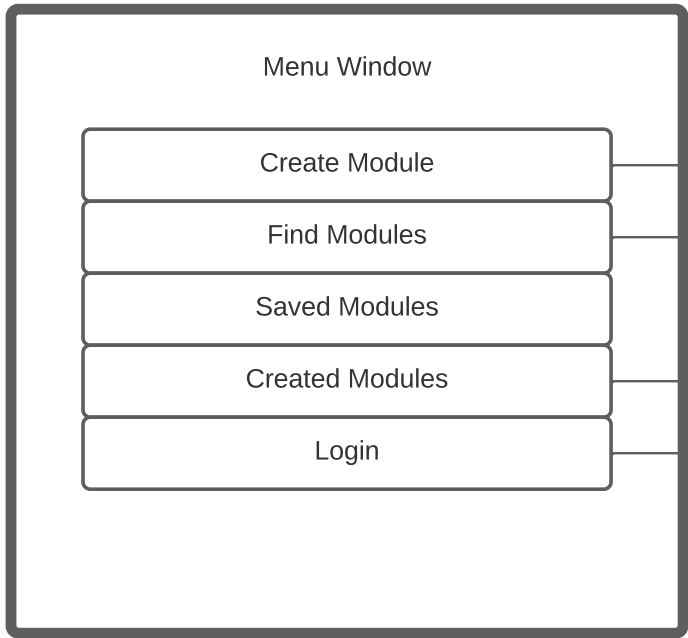 Menu Window
Create Module
Find Modules
Saved Modules
Created Modules
Login